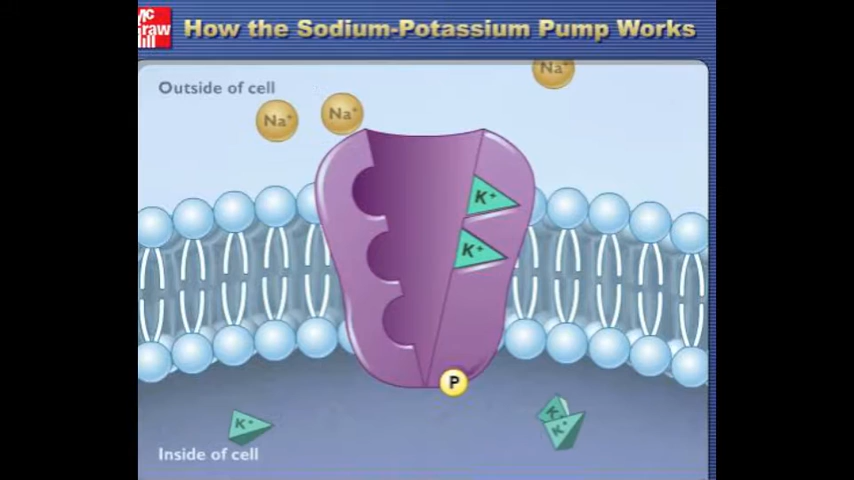 Mc
Graw
Hill
How the Sodium-Potassium Pump Works
Outside of cell
Na⁺
Na⁺
Na⁺
K⁺
K⁺
P
K⁺
K⁺
K⁺
Inside of cell